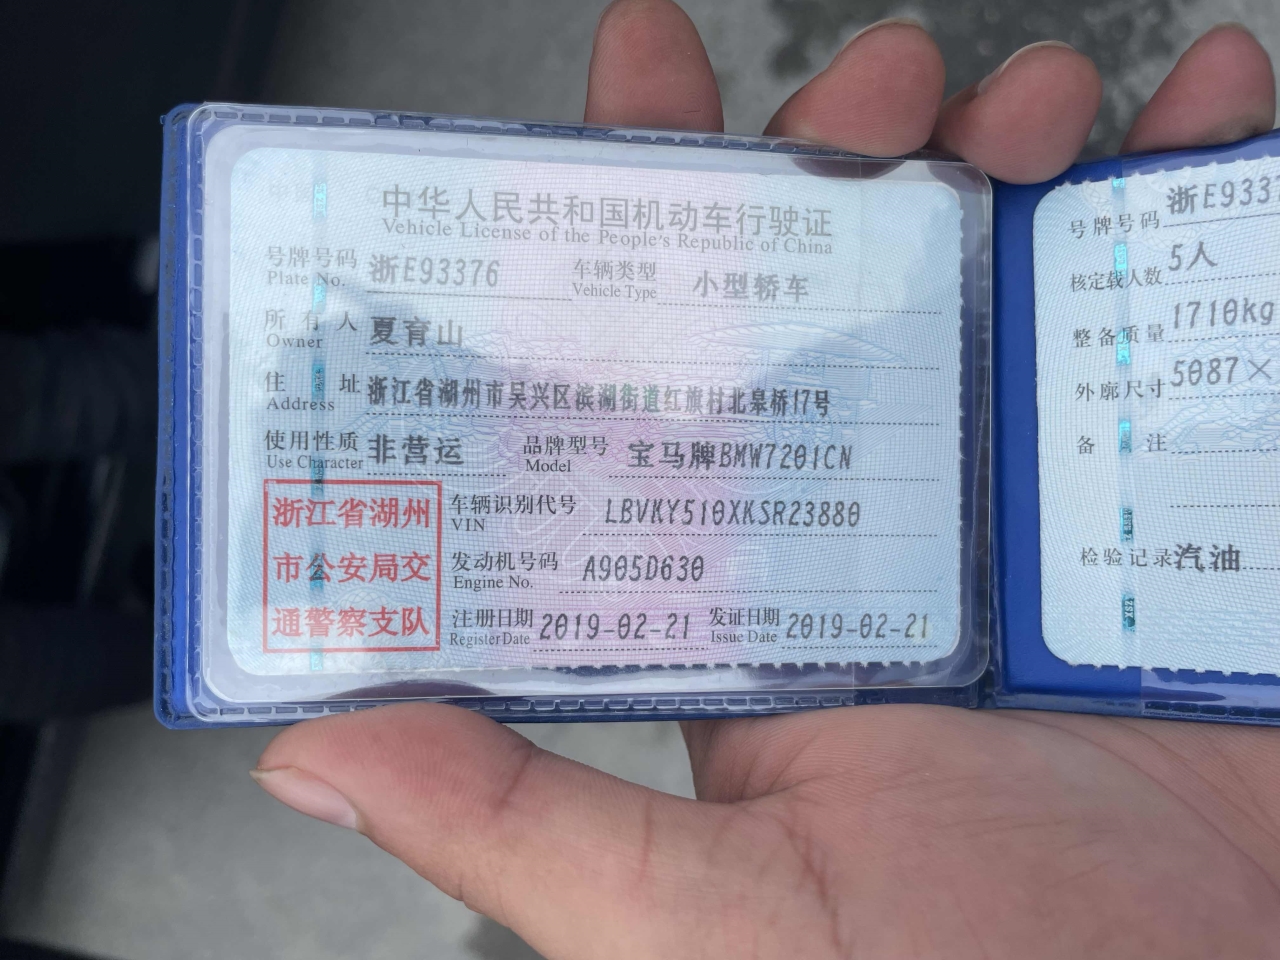 中华人民共和国机动车行驶证
Vehicle License of the People's Republic of China
号牌号码 浙E93376 车辆类型 小型轿车
Plate No. Vehicle Type
所有人 夏育山
Owner
住址 浙江省湖州市吴兴区滨湖街道红旗村北皋桥17号
Address
使用性质 非营运 品牌型号 宝马牌BMW7201CN
Use Character Model
浙江省湖州
市公安局交
通警察支队
车辆识别代号 LBVKY510XKSR23880
VIN
发动机号码 A905D630
Engine No.
注册日期 2019-02-21 发证日期 2019-02-21
Register Date Issue Date
号牌号码 浙E9337
核定载人数 5人
整备质量 1710kg
外廓尺寸 5087×
备注
检验记录 汽油